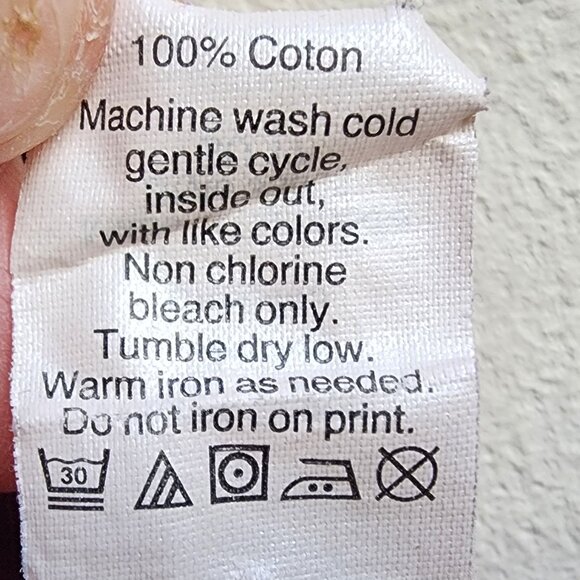 100% Coton
Machine wash cold
gentle cycle,
inside out,
with like colors.
Non chlorine
bleach only.
Tumble dry low.
Warm iron as needed.
Do not iron on print.
30